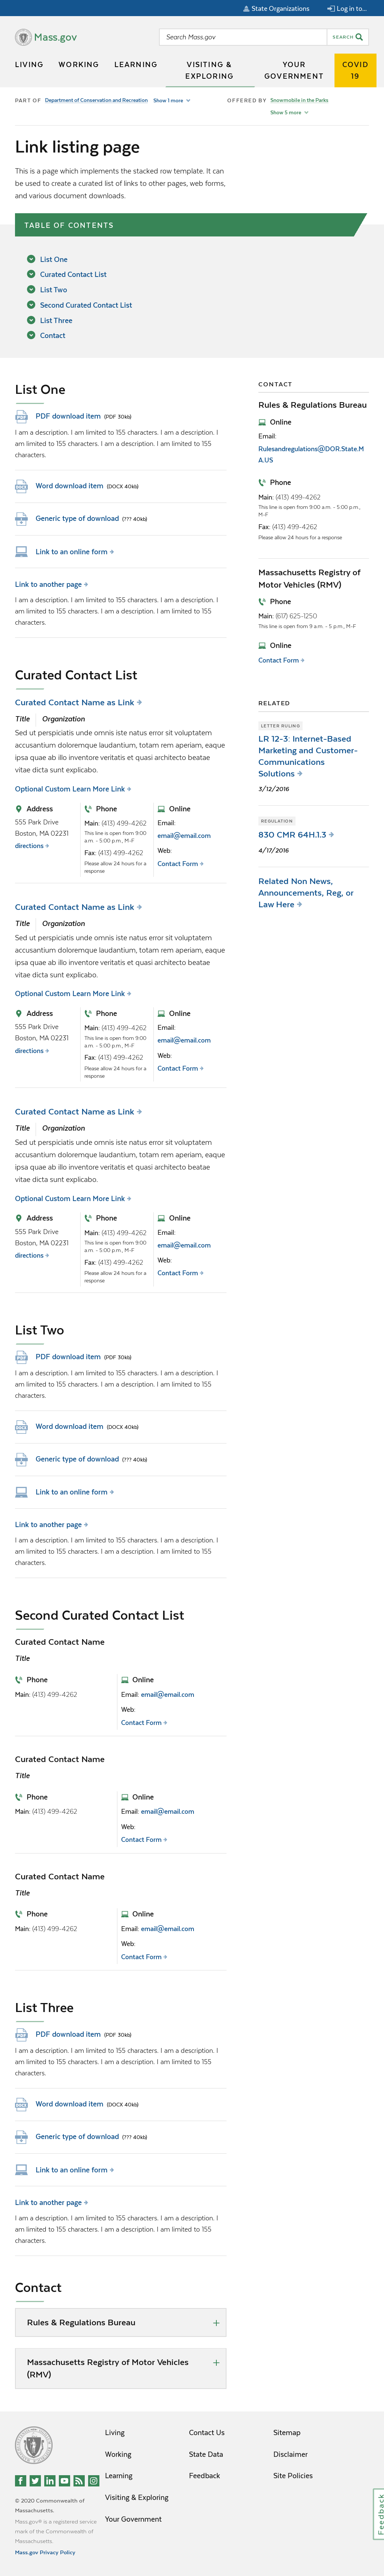 State Organizations
Log in to...
Mass.gov
Search Mass.gov
SEARCH
LIVING
WORKING
LEARNING
VISITING &
EXPLORING
YOUR
GOVERNMENT
COVID
19
PART OF Department of Conservation and Recreation Show 1 more
OFFERED BY Snowmobile in the Parks
Show 5 more
Link listing page
This is a page which implements the stacked row template. It can
be used to create a curated list of links to other pages, web forms,
and various document downloads.
TABLE OF CONTENTS
List One
Curated Contact List
List Two
Second Curated Contact List
List Three
Contact
List One
PDF download item (PDF 30kb)
I am a description. I am limited to 155 characters. I am a description. I
am limited to 155 characters. I am a description. I am limited to 155
characters.
Word download item (DOCX 40kb)
Generic type of download (??? 40kb)
Link to an online form
Link to another page
I am a description. I am limited to 155 characters. I am a description. I
am limited to 155 characters. I am a description. I am limited to 155
characters.
Curated Contact List
Curated Contact Name as Link
Title Organization
Sed ut perspiciatis unde omnis iste natus error sit voluptatem
accusantium doloremque laudantium, totam rem aperiam, eaque
ipsa quae ab illo inventore veritatis et quasi architecto beatae
vitae dicta sunt explicabo.
Optional Custom Learn More Link
Address
555 Park Drive
Boston, MA 02231
directions
Phone
Main: (413) 499-4262
This line is open from 9:00
a.m. - 5:00 p.m., M-F
Fax: (413) 499-4262
Please allow 24 hours for a
response
Online
Email:
email@email.com
Web:
Contact Form
Curated Contact Name as Link
Title Organization
Sed ut perspiciatis unde omnis iste natus error sit voluptatem
accusantium doloremque laudantium, totam rem aperiam, eaque
ipsa quae ab illo inventore veritatis et quasi architecto beatae
vitae dicta sunt explicabo.
Optional Custom Learn More Link
Address
555 Park Drive
Boston, MA 02231
directions
Phone
Main: (413) 499-4262
This line is open from 9:00
a.m. - 5:00 p.m., M-F
Fax: (413) 499-4262
Please allow 24 hours for a
response
Online
Email:
email@email.com
Web:
Contact Form
Curated Contact Name as Link
Title Organization
Sed ut perspiciatis unde omnis iste natus error sit voluptatem
accusantium doloremque laudantium, totam rem aperiam, eaque
ipsa quae ab illo inventore veritatis et quasi architecto beatae
vitae dicta sunt explicabo.
Optional Custom Learn More Link
Address
555 Park Drive
Boston, MA 02231
directions
Phone
Main: (413) 499-4262
This line is open from 9:00
a.m. - 5:00 p.m., M-F
Fax: (413) 499-4262
Please allow 24 hours for a
response
Online
Email:
email@email.com
Web:
Contact Form
List Two
PDF download item (PDF 30kb)
I am a description. I am limited to 155 characters. I am a description. I
am limited to 155 characters. I am a description. I am limited to 155
characters.
Word download item (DOCX 40kb)
Generic type of download (??? 40kb)
Link to an online form
Link to another page
I am a description. I am limited to 155 characters. I am a description. I
am limited to 155 characters. I am a description. I am limited to 155
characters.
Second Curated Contact List
Curated Contact Name
Title
Phone
Main: (413) 499-4262
Online
Email: email@email.com
Web:
Contact Form
Curated Contact Name
Title
Phone
Main: (413) 499-4262
Online
Email: email@email.com
Web:
Contact Form
Curated Contact Name
Title
Phone
Main: (413) 499-4262
Online
Email: email@email.com
Web:
Contact Form
List Three
PDF download item (PDF 30kb)
I am a description. I am limited to 155 characters. I am a description. I
am limited to 155 characters. I am a description. I am limited to 155
characters.
Word download item (DOCX 40kb)
Generic type of download (??? 40kb)
Link to an online form
Link to another page
I am a description. I am limited to 155 characters. I am a description. I
am limited to 155 characters. I am a description. I am limited to 155
characters.
Contact
Rules & Regulations Bureau
Massachusetts Registry of Motor Vehicles
(RMV)
CONTACT
Rules & Regulations Bureau
Online
Email:
Rulesandregulations@DOR.State.M
A.US
Phone
Main: (413) 499-4262
This line is open from 9:00 a.m. - 5:00 p.m.,
M-F
Fax: (413) 499-4262
Please allow 24 hours for a response
Massachusetts Registry of
Motor Vehicles (RMV)
Phone
Main: (617) 625-1250
This line is open from 9 a.m. - 5 p.m., M-F
Online
Contact Form
RELATED
LETTER RULING
LR 12-3: Internet-Based
Marketing and Customer-
Communications
Solutions
3/12/2016
REGULATION
830 CMR 64H.1.3
4/17/2016
Related Non News,
Announcements, Reg, or
Law Here
Living
Working
Learning
Visiting & Exploring
Your Government
Contact Us
State Data
Feedback
Sitemap
Disclaimer
Site Policies
© 2020 Commonwealth of
Massachusetts.
Mass.gov® is a registered service
mark of the Commonwealth of
Massachusetts.
Mass.gov Privacy Policy
Feedback